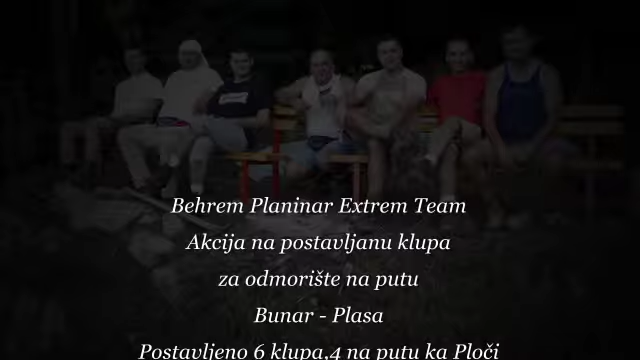 Behrem Planinar Extrem Team
Akcija na postavljanu klupa
za odmorište na putu
Bunar - Plasa
Postavljeno 6 klupa,4 na putu ka Ploči